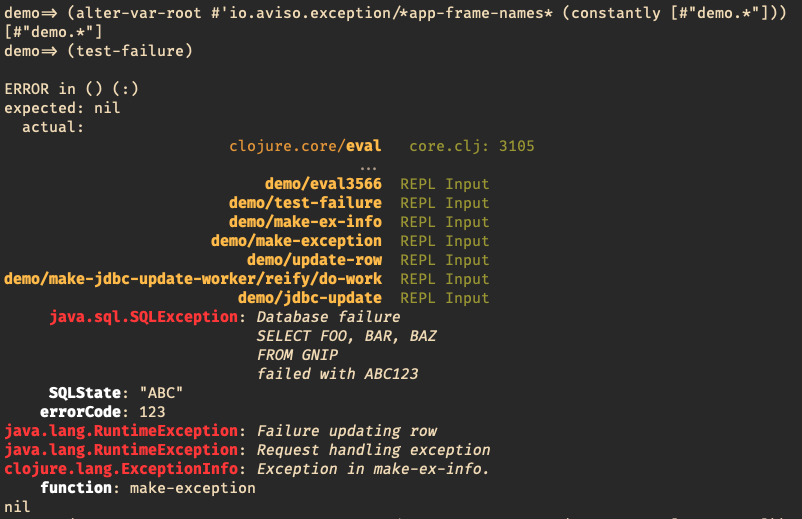 demo=> (alter-var-root #'io.aviso.exception/*app-frame-names* (constantly [#"demo.*"]))
[#"demo.*"]
demo=> (test-failure)
ERROR in () (:)
expected: nil
actual:
clojure.core/eval core.clj: 3105
...
demo/eval3566 REPL Input
demo/test-failure REPL Input
demo/make-ex-info REPL Input
demo/make-exception REPL Input
demo/update-row REPL Input
demo/make-jdbc-update-worker/reify/do-work REPL Input
demo/jdbc-update REPL Input
java.sql.SQLException: Database failure
SELECT FOO, BAR, BAZ
FROM GNIP
failed with ABC123
SQLState: "ABC"
errorCode: 123
java.lang.RuntimeException: Failure updating row
java.lang.RuntimeException: Request handling exception
clojure.lang.ExceptionInfo: Exception in make-ex-info.
function: make-exception
nil